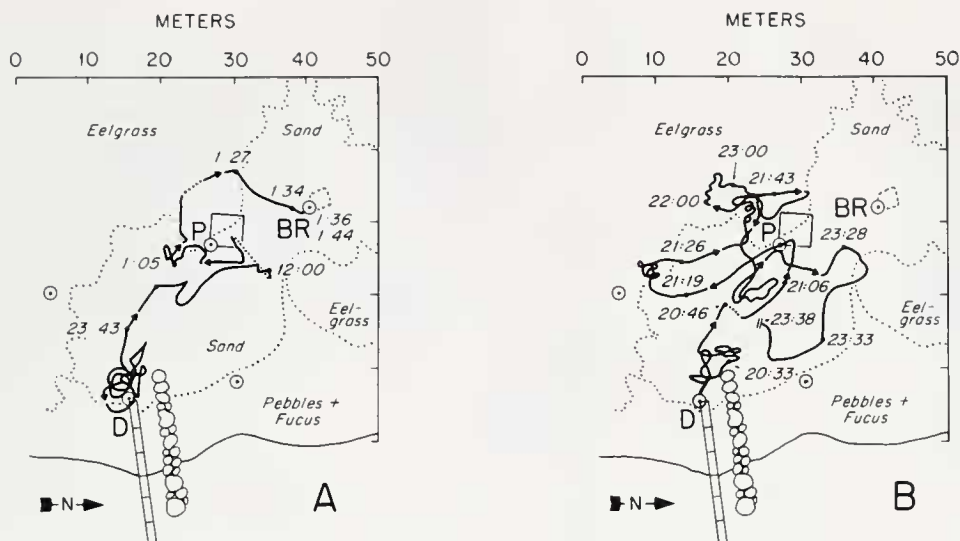 METERS
0 10 20 30 40 50
Eelgrass
Sand
1 27
1 34
P
BR
1 36
1 44
1:05
12:00
23 43
Eel-
grass
Sand
D
Pebbles +
Fucus
N
A
METERS
0 10 20 30 40 50
Eelgrass
Sand
23:00
21:43
22:00
BR
P
23:28
21:26
21:19
21:06
20:46
23:38
Eel-
grass
23:33
20:33
D
Pebbles +
Fucus
N
B